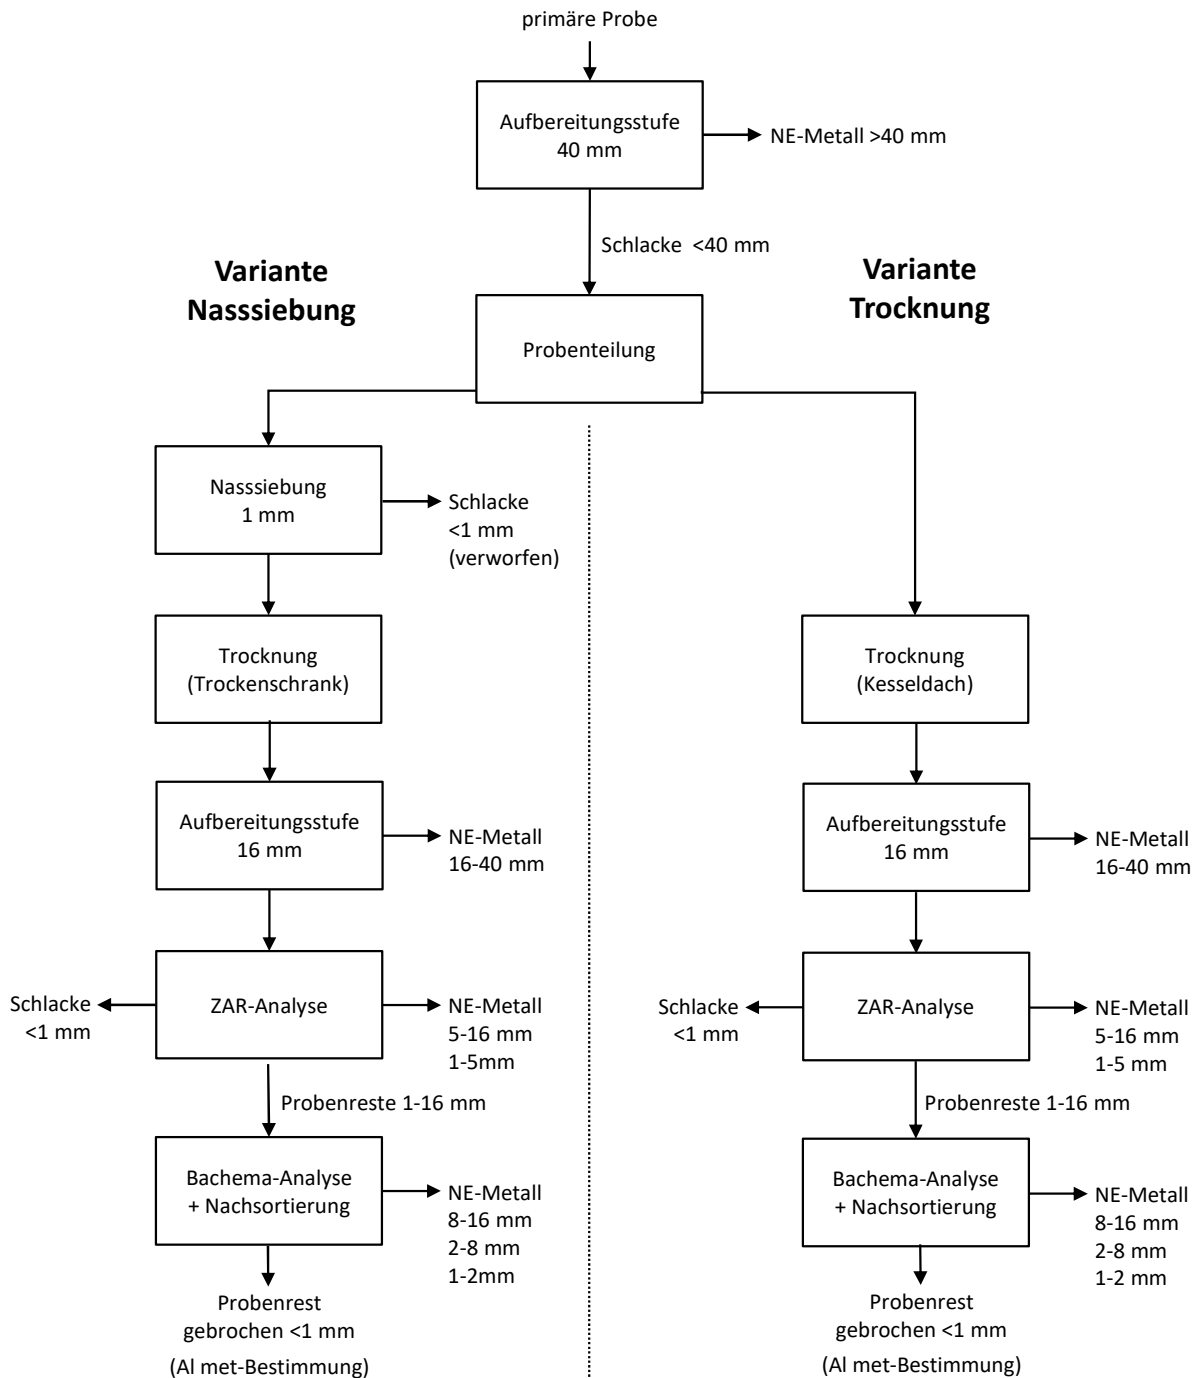 primäre Probe
Aufbereitungsstufe
40 mm
NE-Metall >40 mm
Schlacke <40 mm
Variante
Nasssiebung
Variante
Trocknung
Probenteilung
Nasssiebung
1 mm
Schlacke
<1 mm
(verworfen)
Trocknung
(Trockenschrank)
Aufbereitungsstufe
16 mm
NE-Metall
16-40 mm
ZAR-Analyse
Schlacke
<1 mm
NE-Metall
5-16 mm
1-5mm
Probenreste 1-16 mm
Bachema-Analyse
+ Nachsortierung
NE-Metall
8-16 mm
2-8 mm
1-2mm
Probenrest
gebrochen <1 mm
(Al met-Bestimmung)
Trocknung
(Kesseldach)
Aufbereitungsstufe
16 mm
NE-Metall
16-40 mm
ZAR-Analyse
Schlacke
<1 mm
NE-Metall
5-16 mm
1-5 mm
Probenreste 1-16 mm
Bachema-Analyse
+ Nachsortierung
NE-Metall
8-16 mm
2-8 mm
1-2 mm
Probenrest
gebrochen <1 mm
(Al met-Bestimmung)